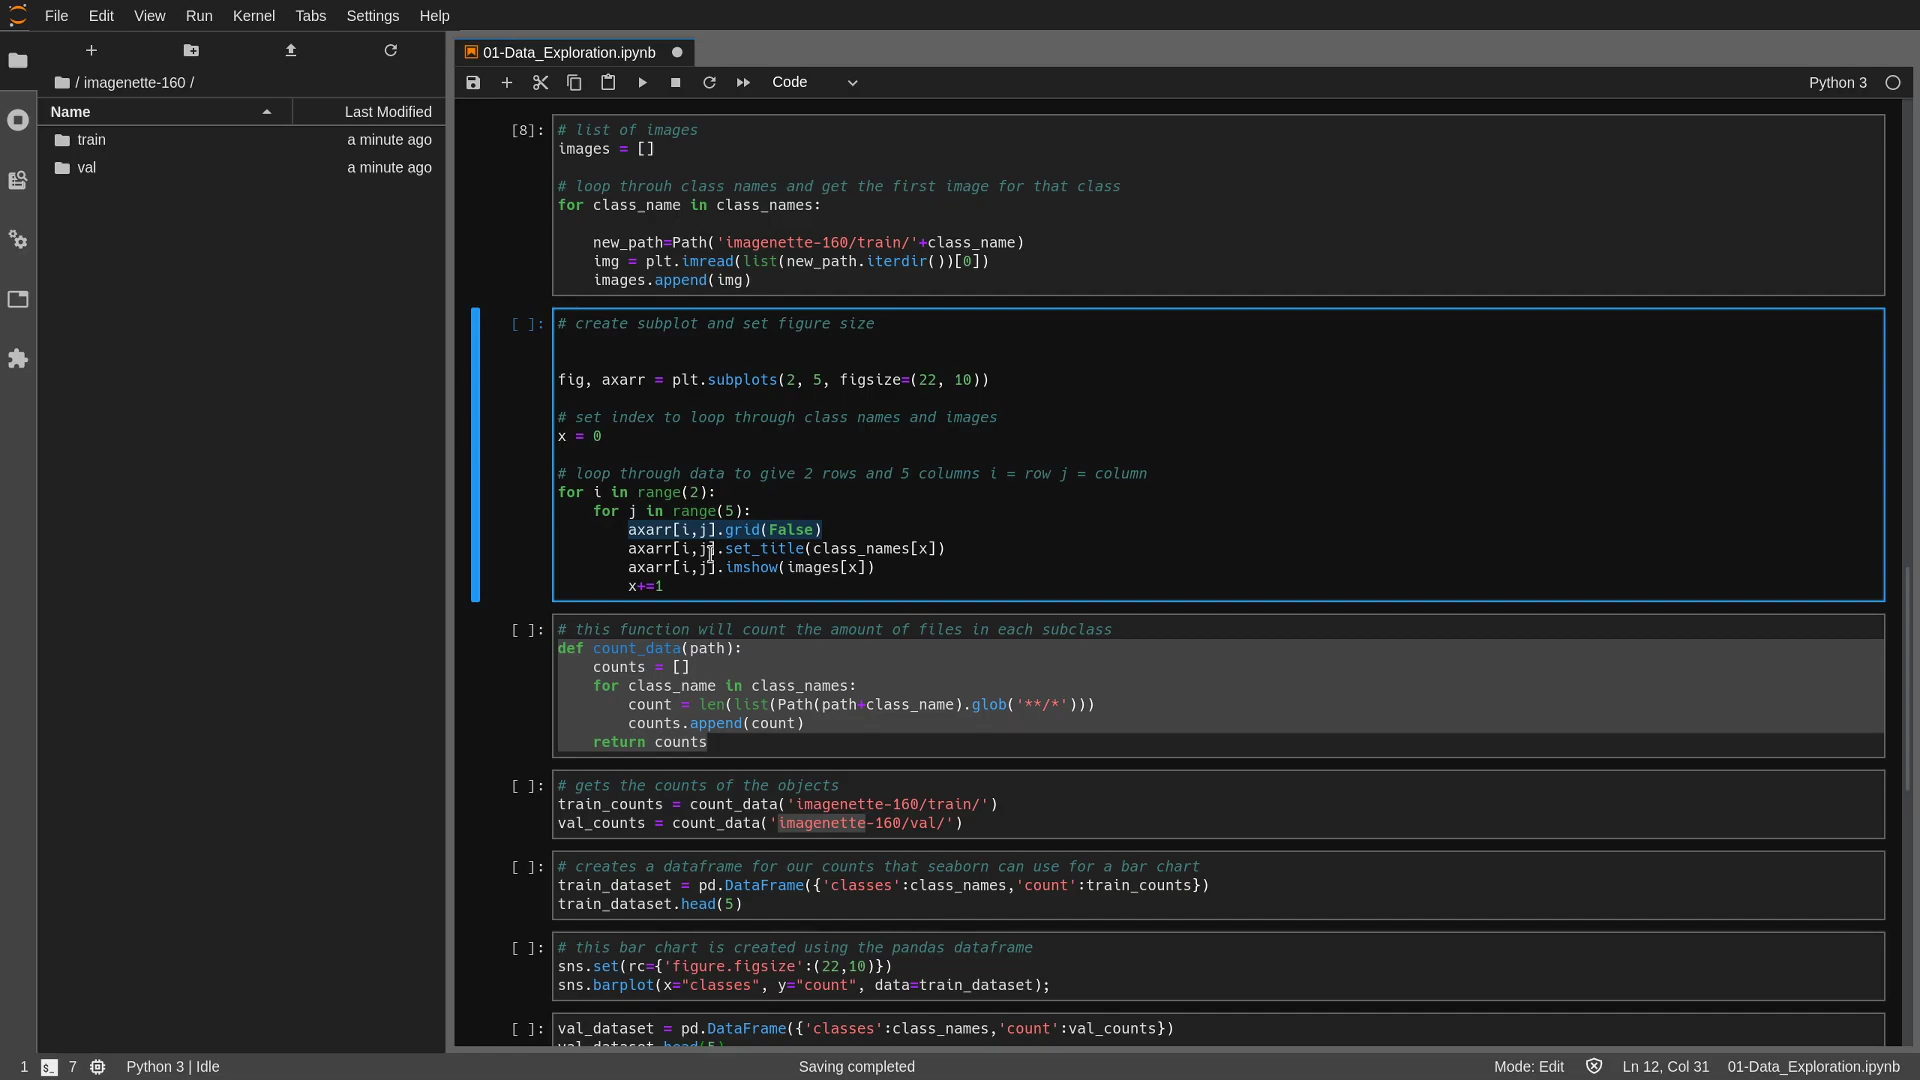 File Edit View Run Kernel Tabs Settings Help
/ imagenette-160 /
Name Last Modified
train a minute ago
val a minute ago
01-Data_Exploration.ipynb
Code Python 3
[8]: # list of images
images = []
# loop throuh class names and get the first image for that class
for class_name in class_names:
new_path=Path('imagenette-160/train/'+class_name)
img = plt.imread(list(new_path.iterdir())[0])
images.append(img)
[ ]: # create subplot and set figure size
fig, axarr = plt.subplots(2, 5, figsize=(22, 10))
# set index to loop through class names and images
x = 0
# loop through data to give 2 rows and 5 columns i = row j = column
for i in range(2):
for j in range(5):
axarr[i,j].grid(False)
axarr[i,j].set_title(class_names[x])
axarr[i,j].imshow(images[x])
x+=1
[ ]: # this function will count the amount of files in each subclass
def count_data(path):
counts = []
for class_name in class_names:
count = len(list(Path(path+class_name).glob('**/*')))
counts.append(count)
return counts
[ ]: # gets the counts of the objects
train_counts = count_data('imagenette-160/train/')
val_counts = count_data('imagenette-160/val/')
[ ]: # creates a dataframe for our counts that seaborn can use for a bar chart
train_dataset = pd.DataFrame({'classes':class_names,'count':train_counts})
train_dataset.head(5)
[ ]: # this bar chart is created using the pandas dataframe
sns.set(rc={'figure.figsize':(22,10)})
sns.barplot(x="classes", y="count", data=train_dataset);
[ ]: val_dataset = pd.DataFrame({'classes':class_names,'count':val_counts})
val_dataset.head(5)
1 $_ 7 Python 3 | Idle Saving completed Mode: Edit Ln 12, Col 31 01-Data_Exploration.ipynb